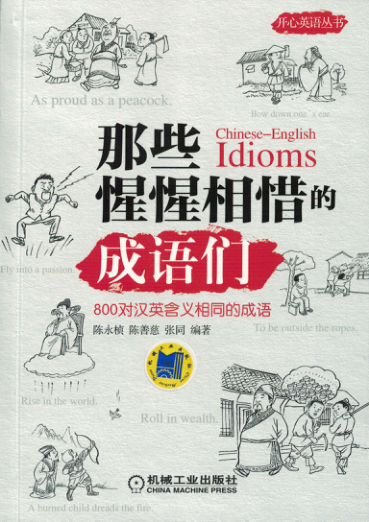 开心英语丛书
As proud as a peacock.
Bow down one's ear.
那些
Chinese-English
Idioms
惺惺相惜的
成语们
Fly into a passion.
800对汉英含义相同的成语
陈永桢 陈善慈 张同 编著
To be outside the ropes.
Rise in the world.
Roll in wealth.
机械工业出版社
CHINA MACHINE PRESS
A burned child dreads the fire.